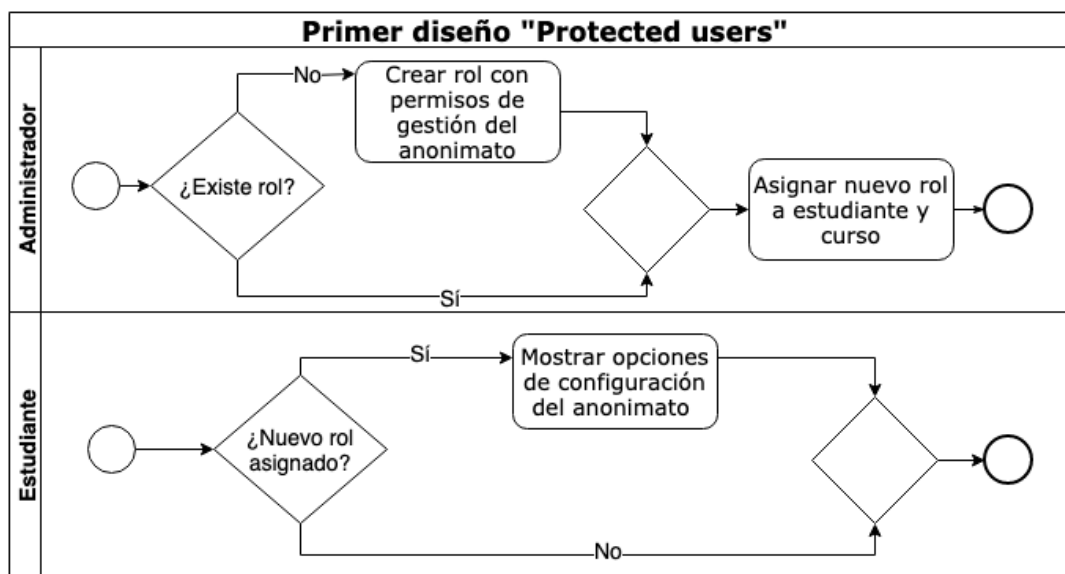 Primer diseño "Protected users"
Administrador
¿Existe rol?
No
Crear rol con
permisos de
gestión del
anonimato
Sí
Asignar nuevo rol
a estudiante y
curso
Estudiante
¿Nuevo rol
asignado?
Sí
Mostrar opciones
de configuración
del anonimato
No